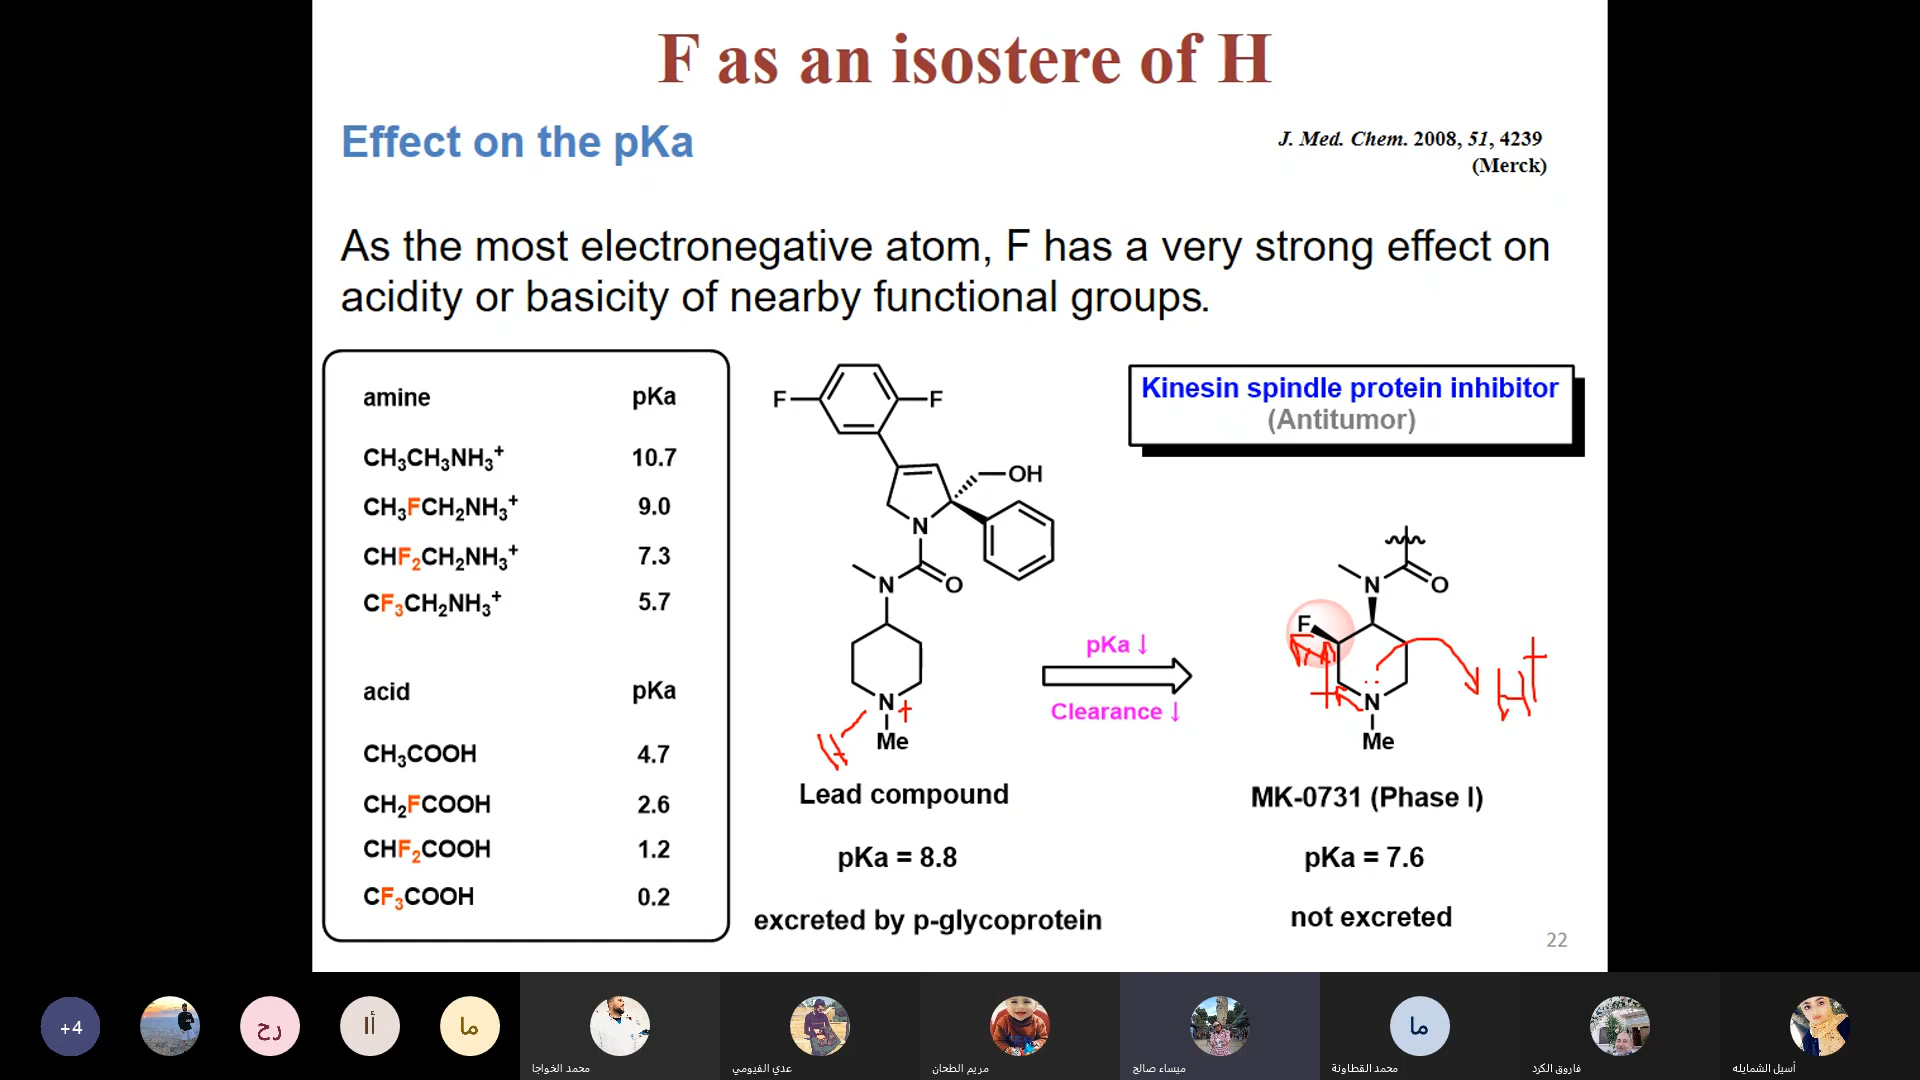 F as an isostere of H
Effect on the pKa
J. Med. Chem. 2008, 51, 4239
(Merck)
As the most electronegative atom, F has a very strong effect on
acidity or basicity of nearby functional groups.
amine pKa
CH₃CH₃NH₃⁺ 10.7
CH₃FCH₂NH₃⁺ 9.0
CHF₂CH₂NH₃⁺ 7.3
CF₃CH₂NH₃⁺ 5.7
acid pKa
CH₃COOH 4.7
CH₂FCOOH 2.6
CHF₂COOH 1.2
CF₃COOH 0.2
F F
OH
N
N O
N +
H
Me
Lead compound
pKa = 8.8
excreted by p-glycoprotein
pKa ↓
Clearance ↓
Kinesin spindle protein inhibitor
(Antitumor)
N O
F
N
H+
Me
MK-0731 (Phase I)
pKa = 7.6
not excreted
22
+4
رح
أا
ما
محمد الخواجا
عدي الفيومي
مريم الطحان
ميساء صالح
ما
محمد القطاونة
فاروق الكرد
أسيل الشمايله